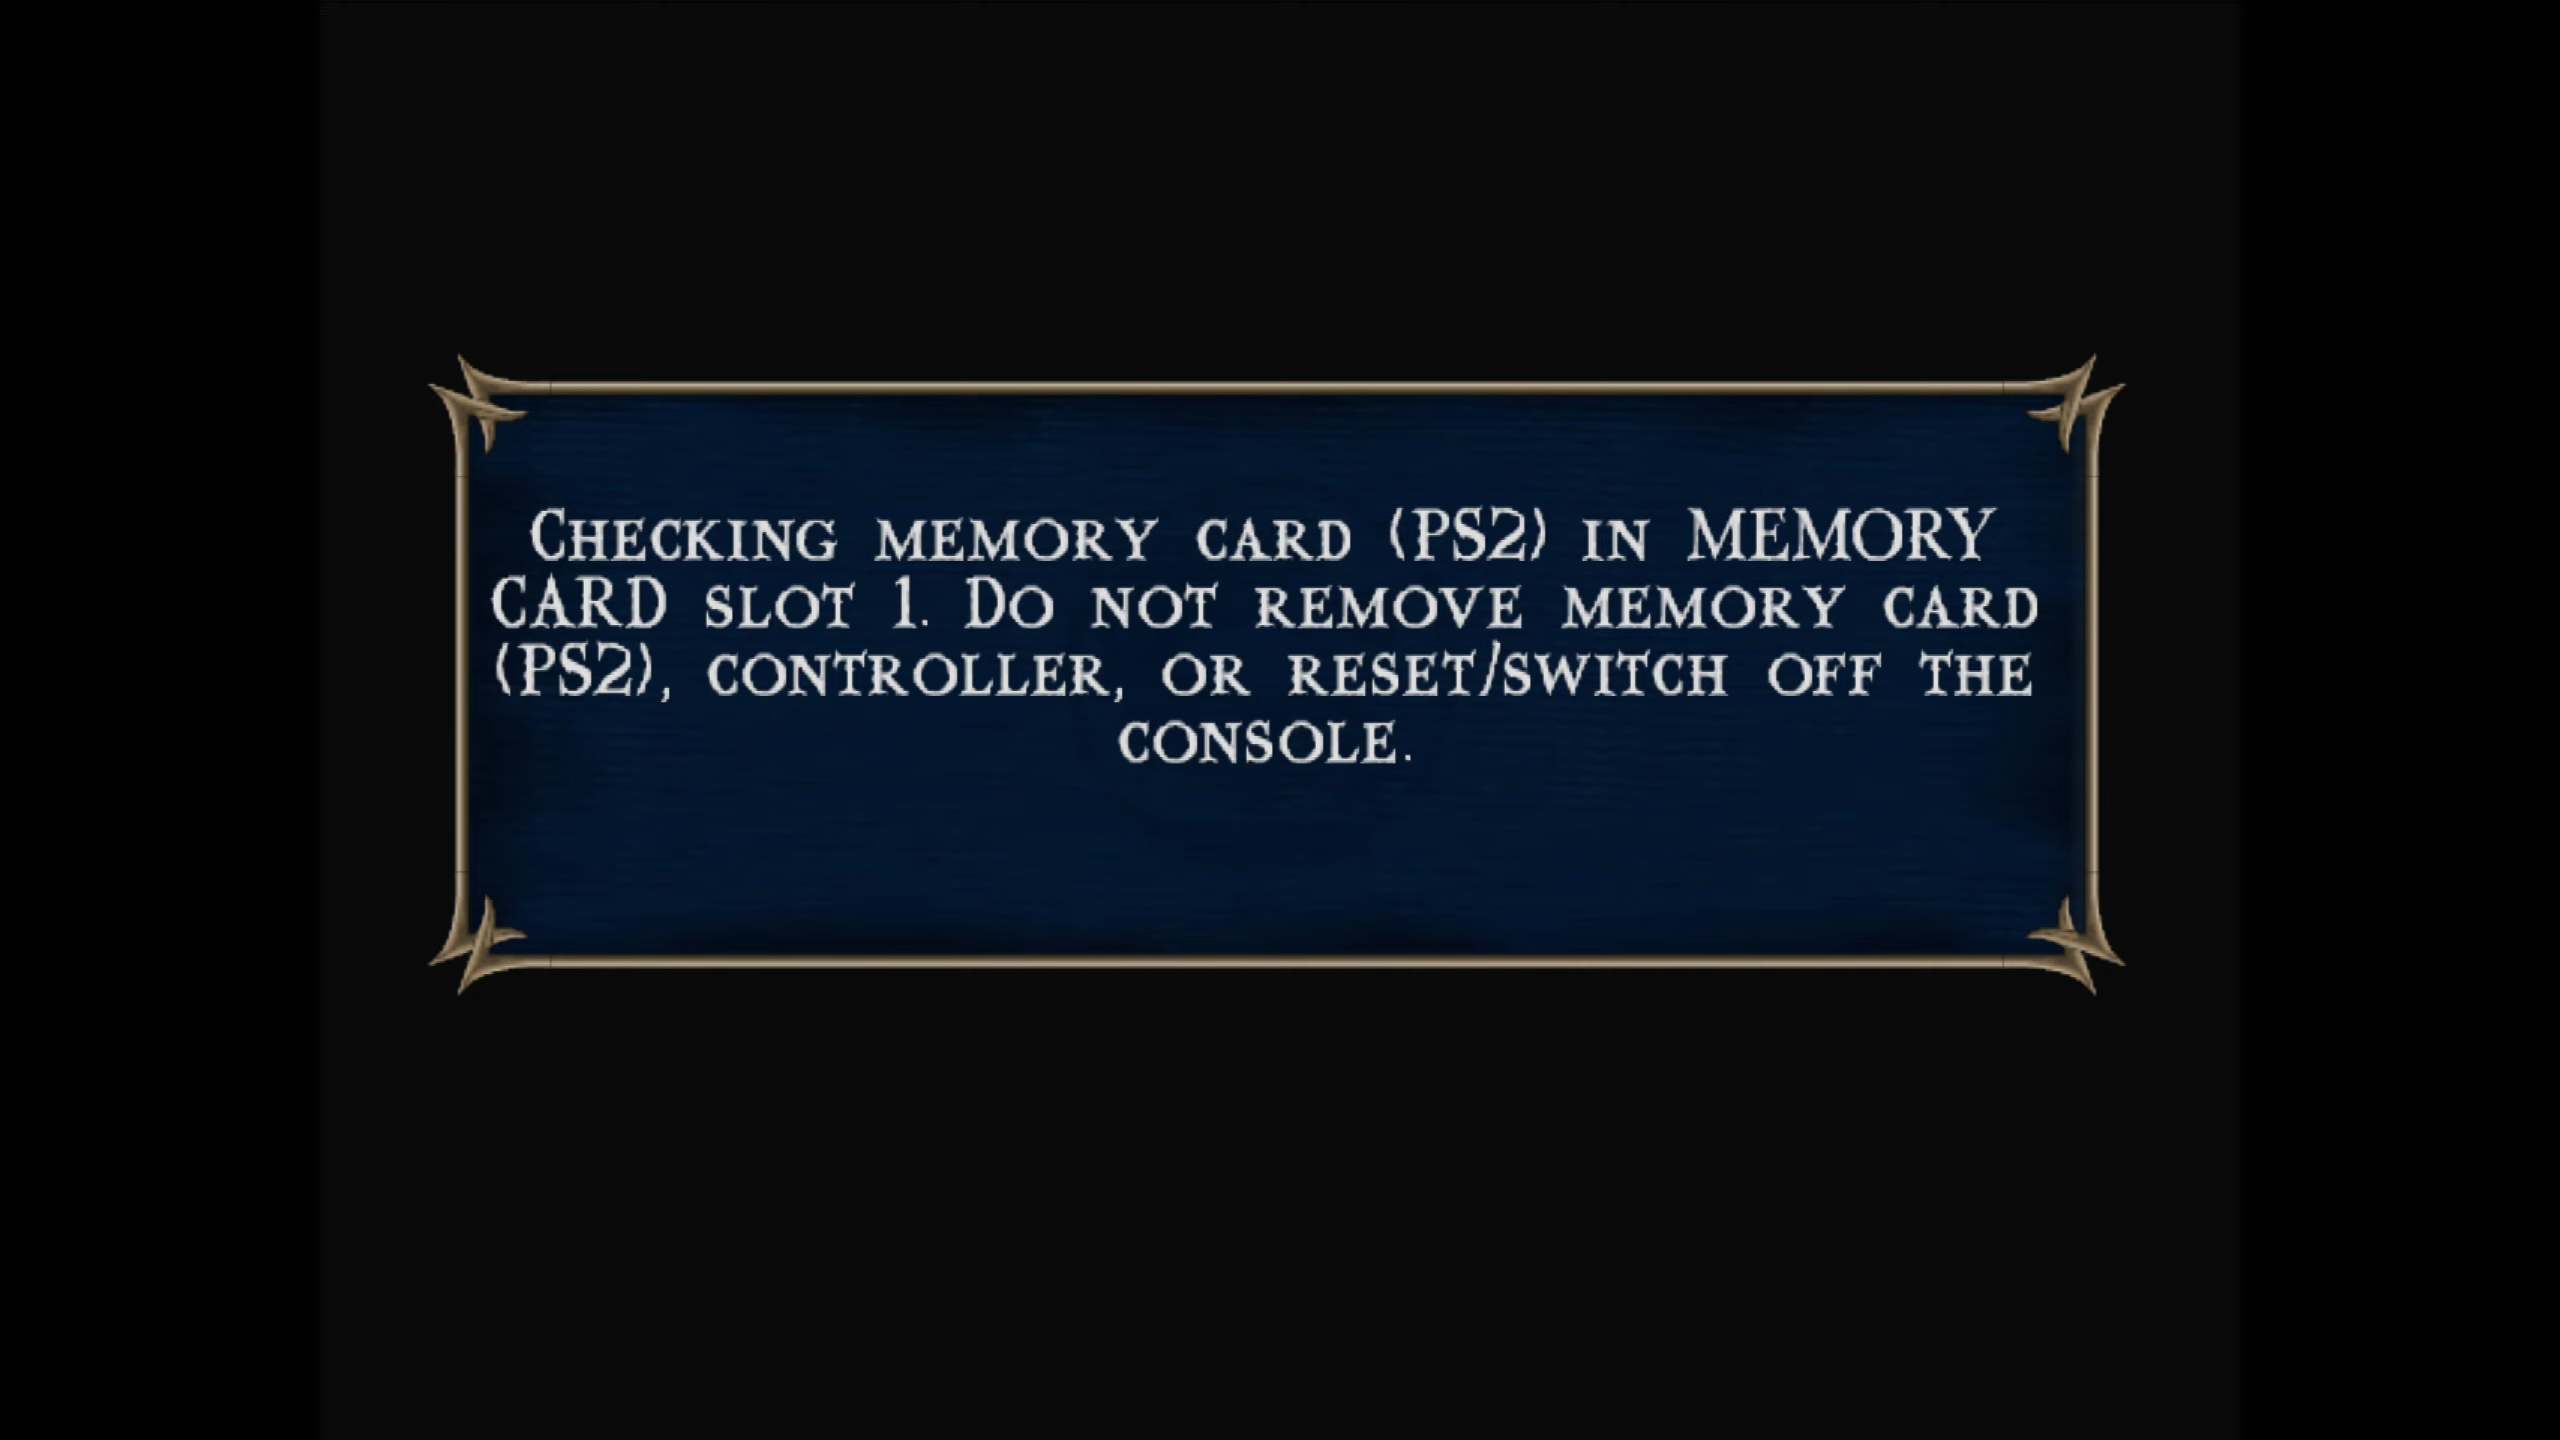 Checking memory card (PS2) in MEMORY
CARD slot 1. Do not remove memory card
(PS2), controller, or reset/switch off the
console.